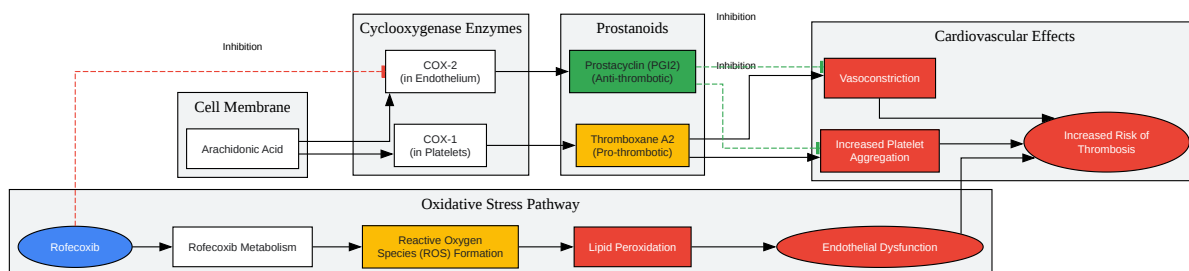 Inhibition
Cyclooxygenase Enzymes
Prostanoids
Cardiovascular Effects
Inhibition
COX-2
(in Endothelium)
Prostacyclin (PGI2)
(Anti-thrombotic)
Inhibition
Vasoconstriction
Cell Membrane
Arachidonic Acid
COX-1
(in Platelets)
Thromboxane A2
(Pro-thrombotic)
Increased Platelet
Aggregation
Increased Risk of
Thrombosis
Oxidative Stress Pathway
Rofecoxib
Rofecoxib Metabolism
Reactive Oxygen
Species (ROS) Formation
Lipid Peroxidation
Endothelial Dysfunction